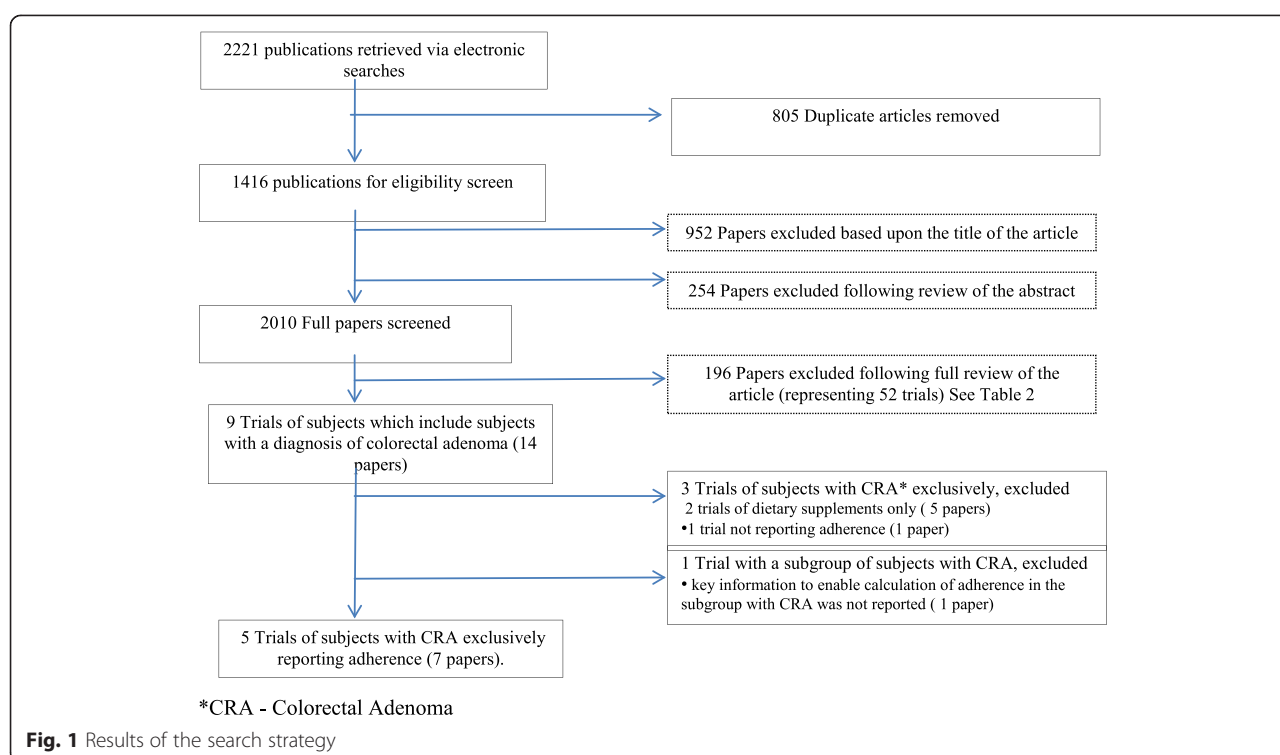 2221 publications retrieved via electronic
searches
805 Duplicate articles removed
1416 publications for eligibility screen
952 Papers excluded based upon the title of the article
254 Papers excluded following review of the abstract
2010 Full papers screened
196 Papers excluded following full review of the
article (representing 52 trials) See Table 2
9 Trials of subjects which include subjects
with a diagnosis of colorectal adenoma (14
papers)
3 Trials of subjects with CRA* exclusively, excluded
2 trials of dietary supplements only ( 5 papers)
•1 trial not reporting adherence (1 paper)
1 Trial with a subgroup of subjects with CRA, excluded
• key information to enable calculation of adherence in the
subgroup with CRA was not reported ( 1 paper)
5 Trials of subjects with CRA exclusively
reporting adherence (7 papers).
*CRA - Colorectal Adenoma
Fig. 1 Results of the search strategy